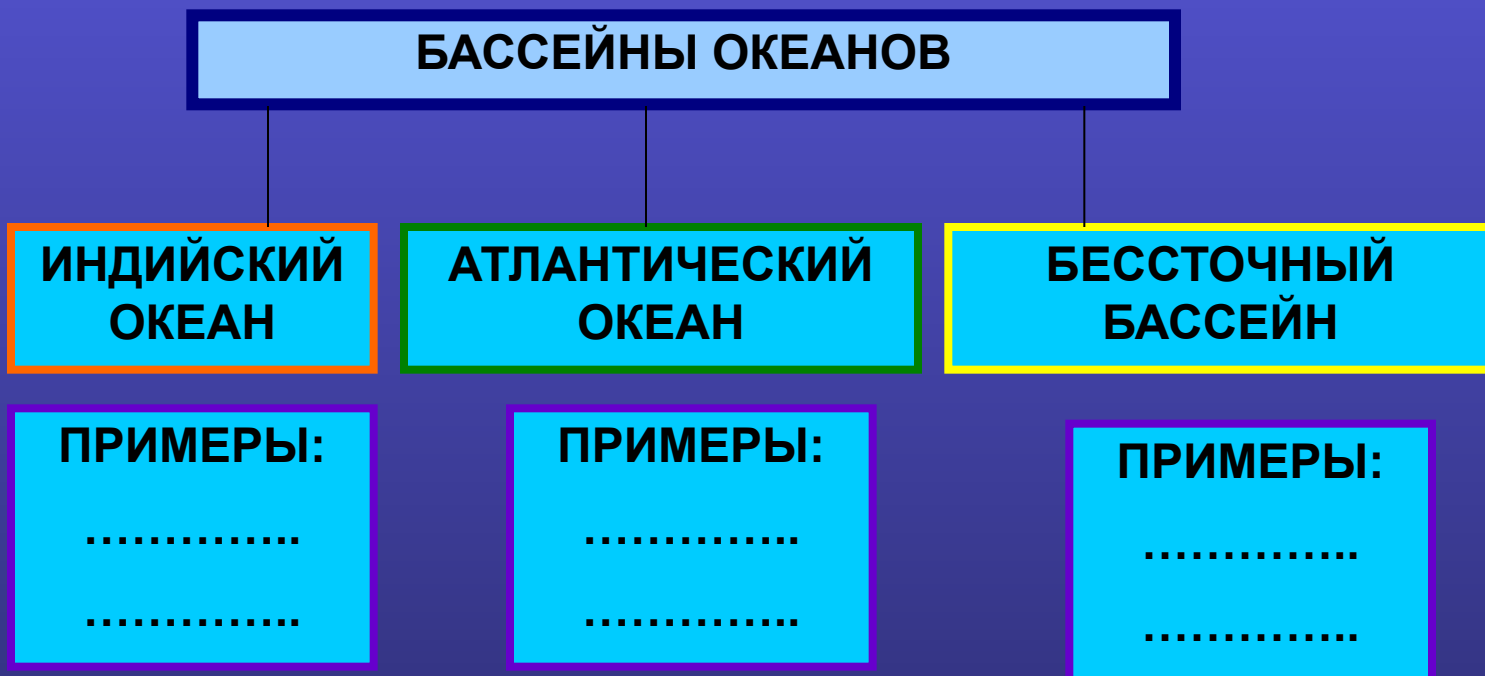 БАССЕЙНЫ ОКЕАНОВ
ИНДИЙСКИЙ
ОКЕАН
АТЛАНТИЧЕСКИЙ
ОКЕАН
БЕССТОЧНЫЙ
БАССЕЙН
ПРИМЕРЫ:
…………..
…………..
ПРИМЕРЫ:
…………..
…………..
ПРИМЕРЫ:
…………..
…………..